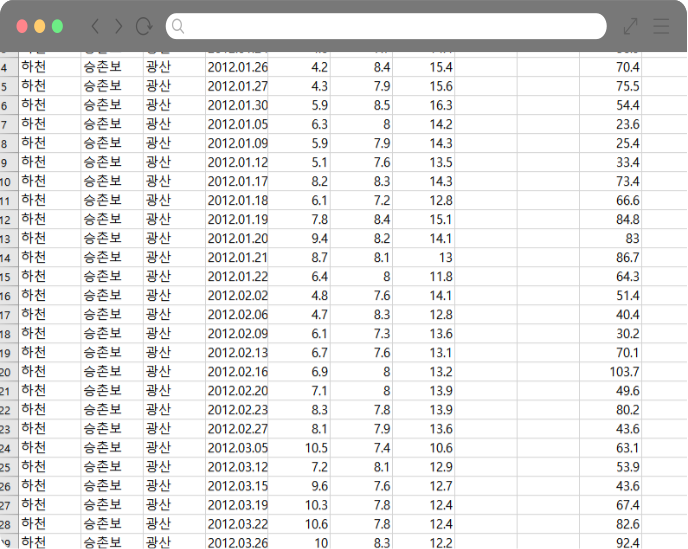 4 하천 승촌보 광산 2012.01.26 4.2 8.4 15.4 70.4
5 하천 승촌보 광산 2012.01.27 4.3 7.9 15.6 75.5
6 하천 승촌보 광산 2012.01.30 5.9 8.5 16.3 54.4
7 하천 승촌보 광산 2012.01.05 6.3 8 14.2 23.6
8 하천 승촌보 광산 2012.01.09 5.9 7.9 14.3 25.4
9 하천 승촌보 광산 2012.01.12 5.1 7.6 13.5 33.4
10 하천 승촌보 광산 2012.01.17 8.2 8.3 14.3 73.4
11 하천 승촌보 광산 2012.01.18 6.1 7.2 12.8 66.6
12 하천 승촌보 광산 2012.01.19 7.8 8.4 15.1 84.8
13 하천 승촌보 광산 2012.01.20 9.4 8.2 14.1 83
14 하천 승촌보 광산 2012.01.21 8.7 8.1 13 86.7
15 하천 승촌보 광산 2012.01.22 6.4 8 11.8 64.3
16 하천 승촌보 광산 2012.02.02 4.8 7.6 14.1 51.4
17 하천 승촌보 광산 2012.02.06 4.7 8.3 12.8 40.4
18 하천 승촌보 광산 2012.02.09 6.1 7.3 13.6 30.2
19 하천 승촌보 광산 2012.02.13 6.7 7.6 13.1 70.1
20 하천 승촌보 광산 2012.02.16 6.9 8 13.2 103.7
21 하천 승촌보 광산 2012.02.20 7.1 8 13.9 49.6
22 하천 승촌보 광산 2012.02.23 8.3 7.8 13.9 80.2
23 하천 승촌보 광산 2012.02.27 8.1 7.9 13.6 43.6
24 하천 승촌보 광산 2012.03.05 10.5 7.4 10.6 63.1
25 하천 승촌보 광산 2012.03.12 7.2 8.1 12.9 53.9
26 하천 승촌보 광산 2012.03.15 9.6 7.6 12.7 43.6
27 하천 승촌보 광산 2012.03.19 10.3 7.8 12.4 67.4
28 하천 승촌보 광산 2012.03.22 10.6 7.8 12.4 82.6
하천 승촌보 광산 2012.03.26 10 8.3 12.2 92.4